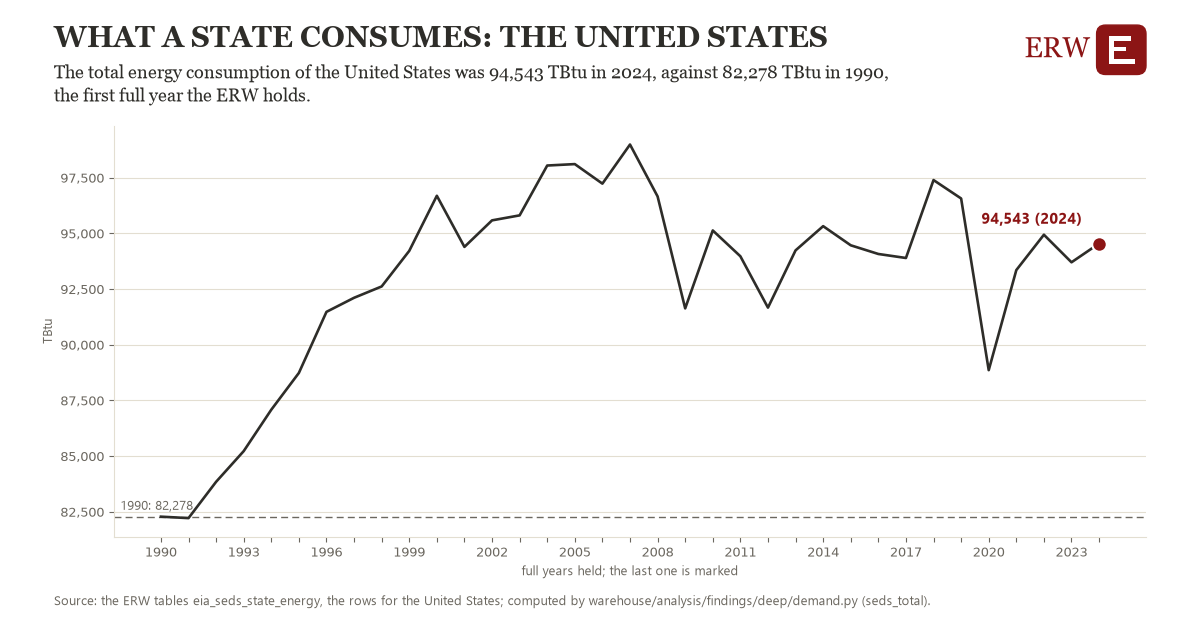 WHAT A STATE CONSUMES: THE UNITED STATES
The total energy consumption of the United States was 94,543 TBtu in 2024, against 82,278 TBtu in 1990,
the first full year the ERW holds.
ERW E
97,500
95,000
92,500
90,000
87,500
85,000
82,500
TBtu
94,543 (2024)
1990: 82,278
1990 1993 1996 1999 2002 2005 2008 2011 2014 2017 2020 2023
full years held; the last one is marked
Source: the ERW tables eia_seds_state_energy, the rows for the United States; computed by warehouse/analysis/findings/deep/demand.py (seds_total).